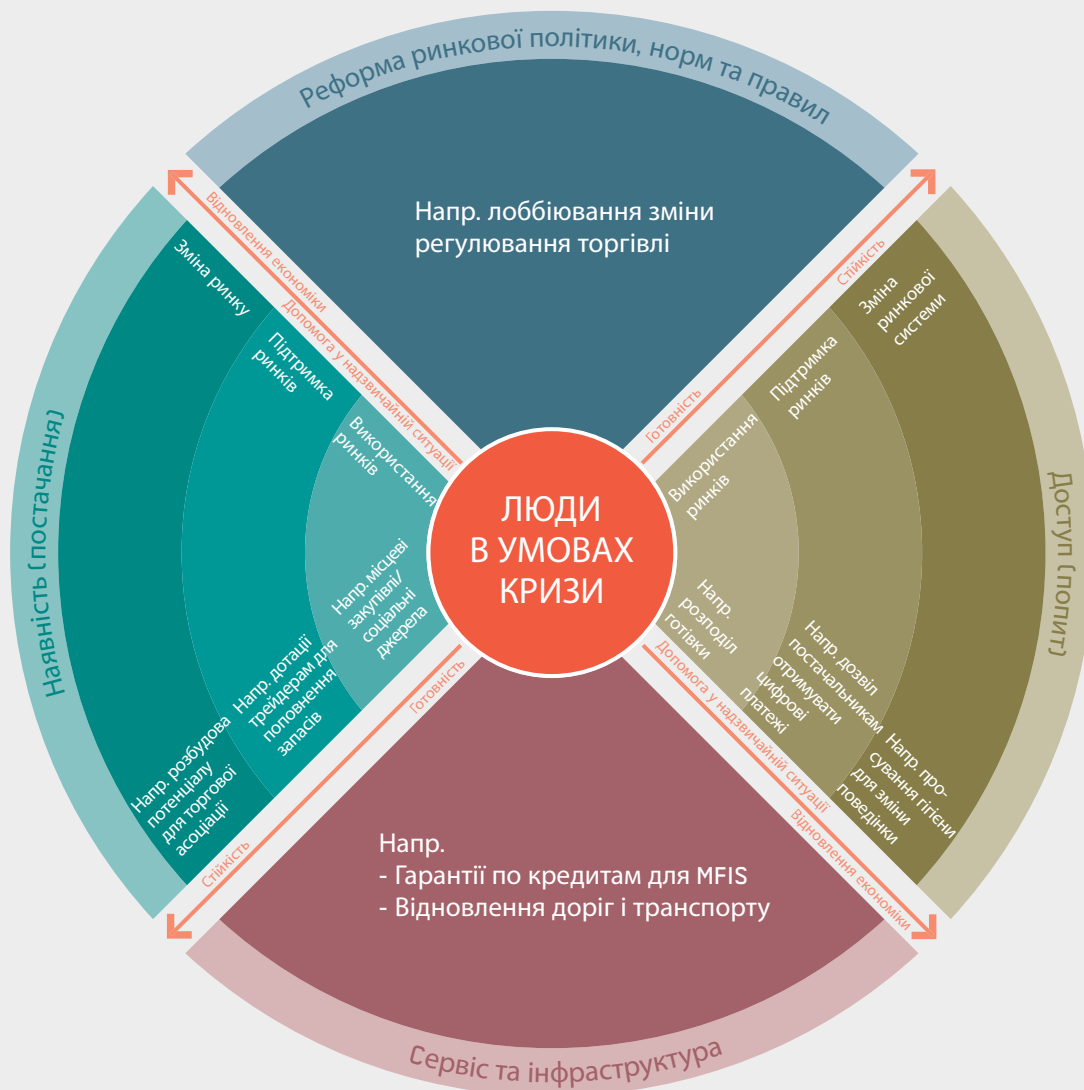 Реформа ринкової політики, норм та правил
Напр. лоббіювання зміни
регулювання торгівлі
Відновлення економіки
Допомога у надзвичайній ситуації
Стійкість
Готовність
Наявність (постачання)
Зміна ринку
Підтримка
ринків
Використання
ринків
Напр. місцеві
закупівлі/
соціальні
джерела
Напр. дотації
трейдерам для
поповнення
запасів
Напр. розбудова
потенціалу
для торгової
асоціації
ЛЮДИ
В УМОВАХ
КРИЗИ
Використання
ринків
Підтримка
ринків
Зміна
ринкової
системи
Напр.
розподіл
готівки
Напр. дозвіл
постачальникам
отримувати
цифрові
платежі
Напр. про-
сування гігієни
для зміни
поведінки
Доступ (попит)
Готовність
Стійкість
Допомога у надзвичайній ситуації
Відновлення економіки
Напр.
- Гарантії по кредитам для MFIS
- Відновлення доріг і транспорту
Сервіс та інфраструктура